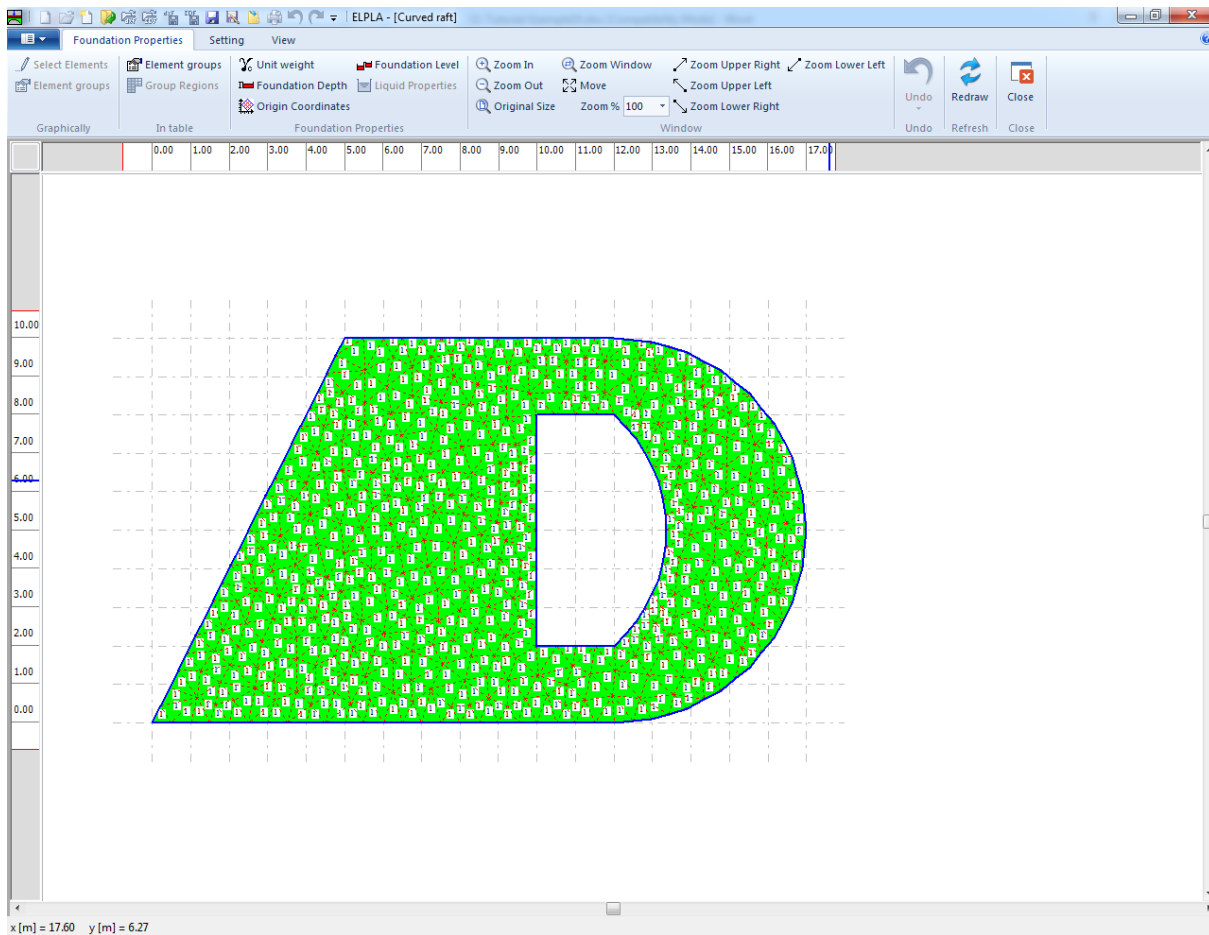 ELPLA - [Curved raft]
Foundation Properties Setting View
Select Elements Element groups Unit weight Foundation Level Zoom In Zoom Window Zoom Upper Right Zoom Lower Left
Element groups Group Regions Foundation Depth Liquid Properties Zoom Out Move Zoom Upper Left Undo Redraw Close
Origin Coordinates Original Size Zoom % 100 Zoom Lower Right
Graphically In table Foundation Properties Window Undo Refresh Close
0.00 1.00 2.00 3.00 4.00 5.00 6.00 7.00 8.00 9.00 10.00 11.00 12.00 13.00 14.00 15.00 16.00 17.00
10.00
9.00
8.00
7.00
6.00
5.00
4.00
3.00
2.00
1.00
0.00
x [m] = 17.60 y [m] = 6.27